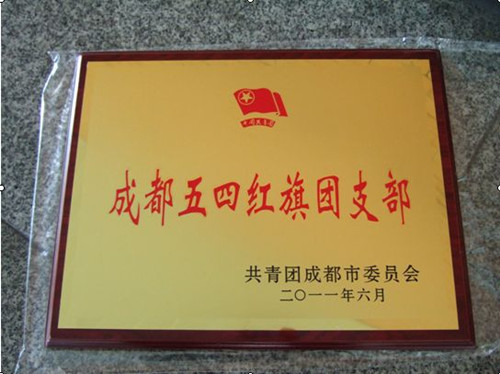 成都五四红旗团支部
共青团成都市委员会
二〇一一年六月